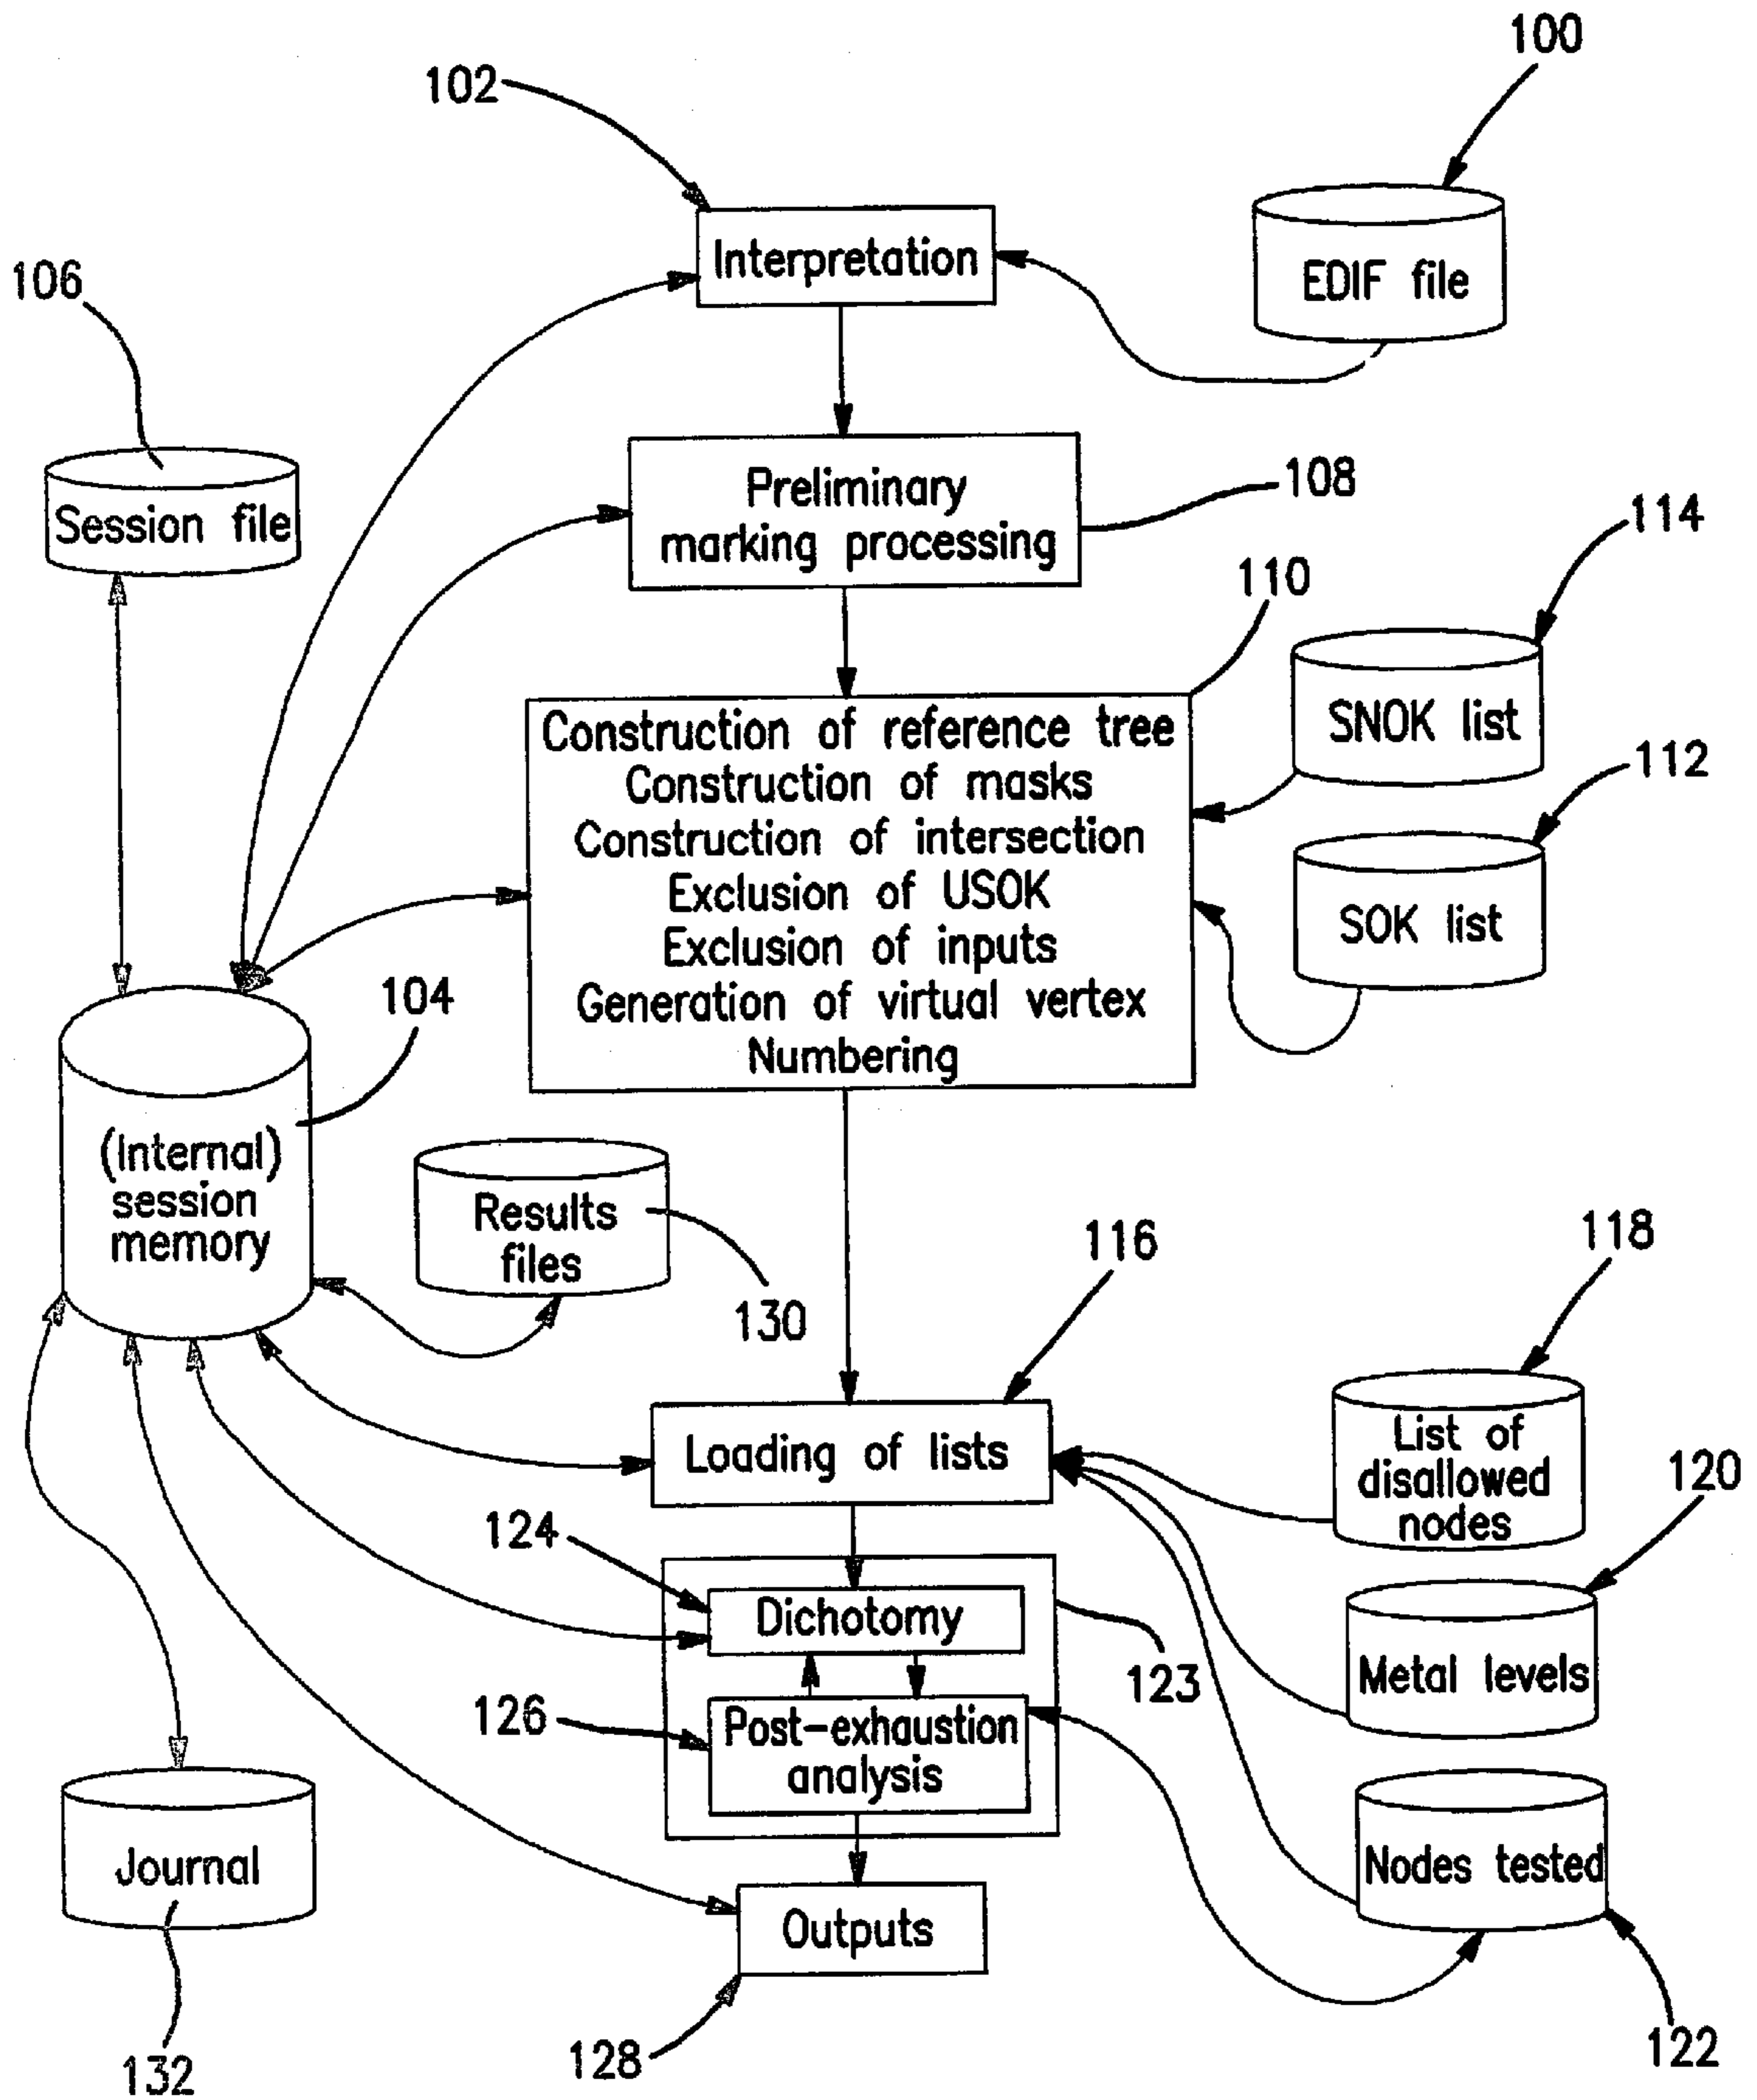 100
102
Interpretation
EDIF file
106
Session file
Preliminary
marking processing
108
114
110
SNOK list
112
SOK list
Construction of reference tree
Construction of masks
Construction of intersection
Exclusion of USOK
Exclusion of inputs
Generation of virtual vertex
Numbering
104
(Internal)
session
memory
Results
files
130
116
118
Loading of lists
List of
disallowed
nodes
120
124
Dichotomy
123
Metal levels
126
Post-exhaustion
analysis
Nodes tested
122
Journal
132
Outputs
128